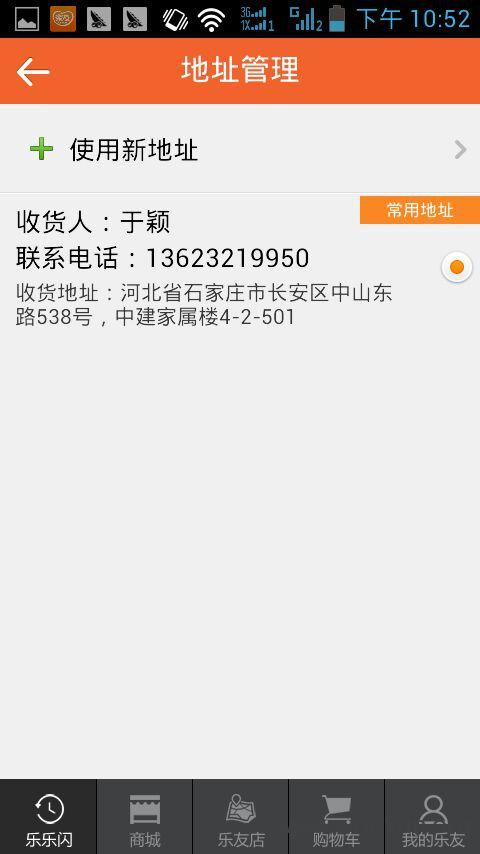 3G 1X 1 G 2 下午 10:52
地址管理
使用新地址
常用地址
收货人：于颖
联系电话：13623219950
收货地址：河北省石家庄市长安区中山东
路538号，中建家属楼4-2-501
乐乐闪 商城 乐友店 购物车 我的乐友